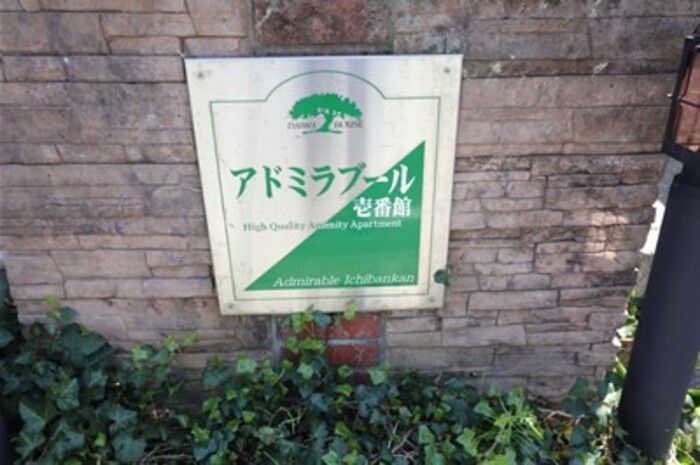 DAIWA HOUSE
アドミラブール
壱番館
High Quality Amenity Apartment
Admirable Ichibankan